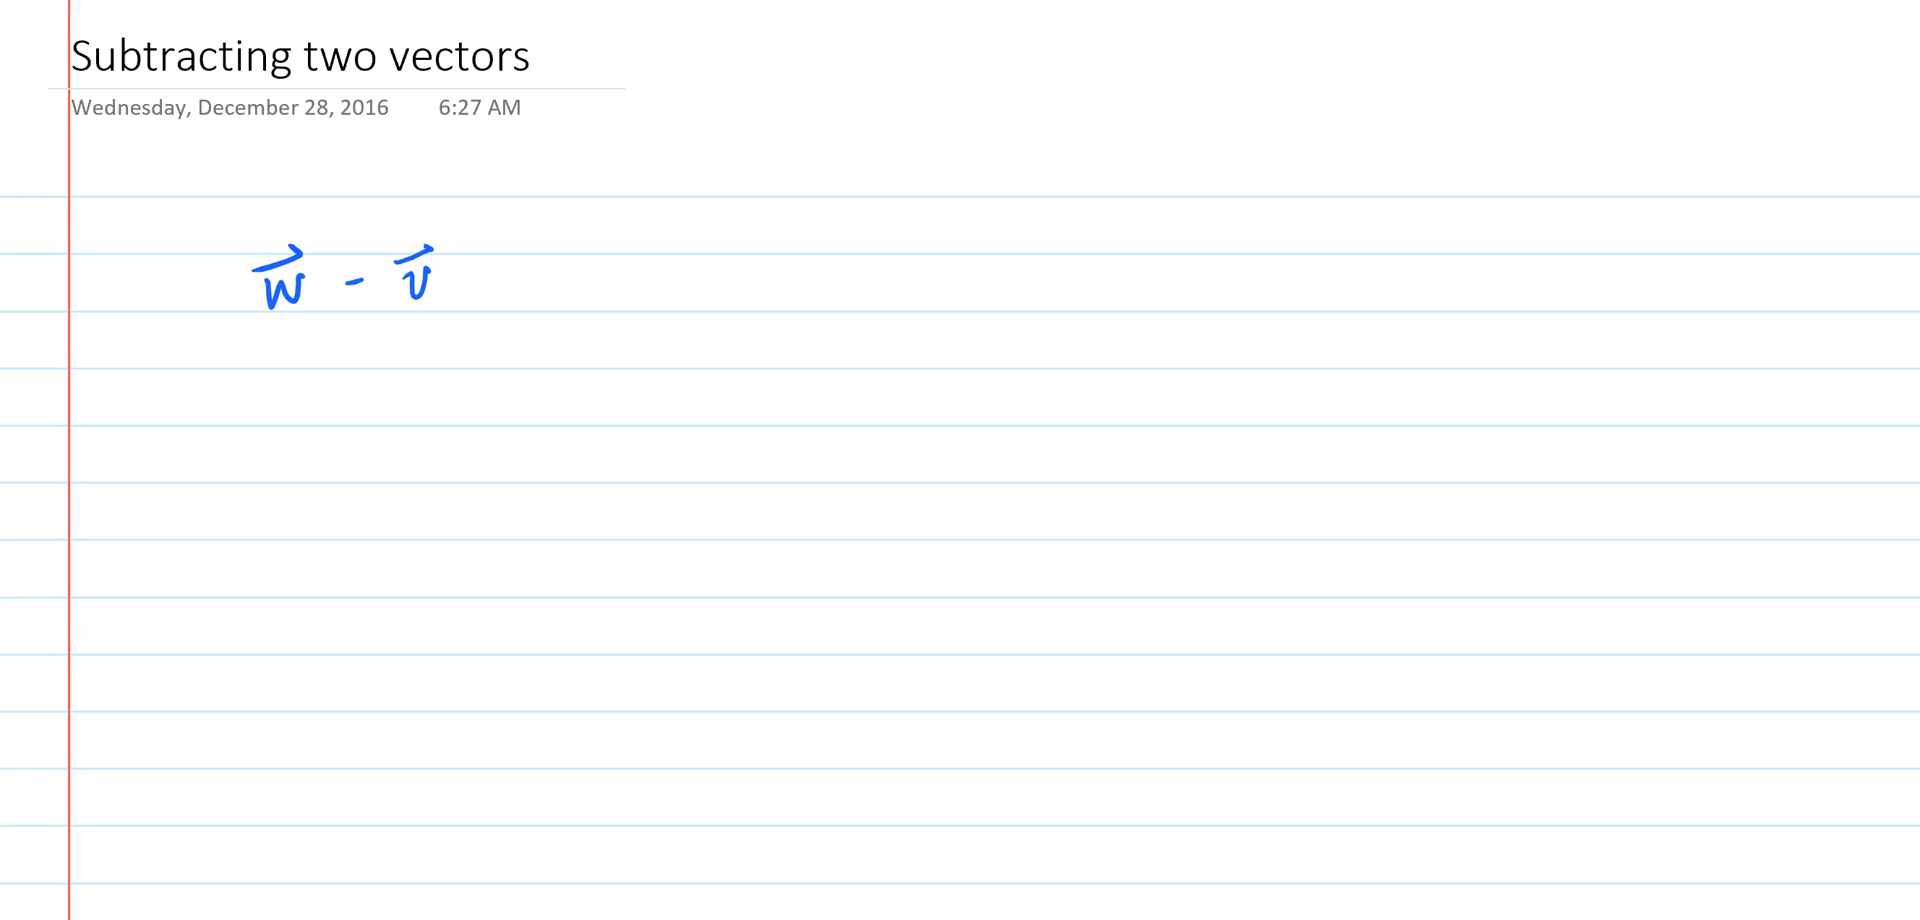 Subtracting two vectors
Wednesday, December 28, 2016 6:27 AM
w⃗ - v⃗